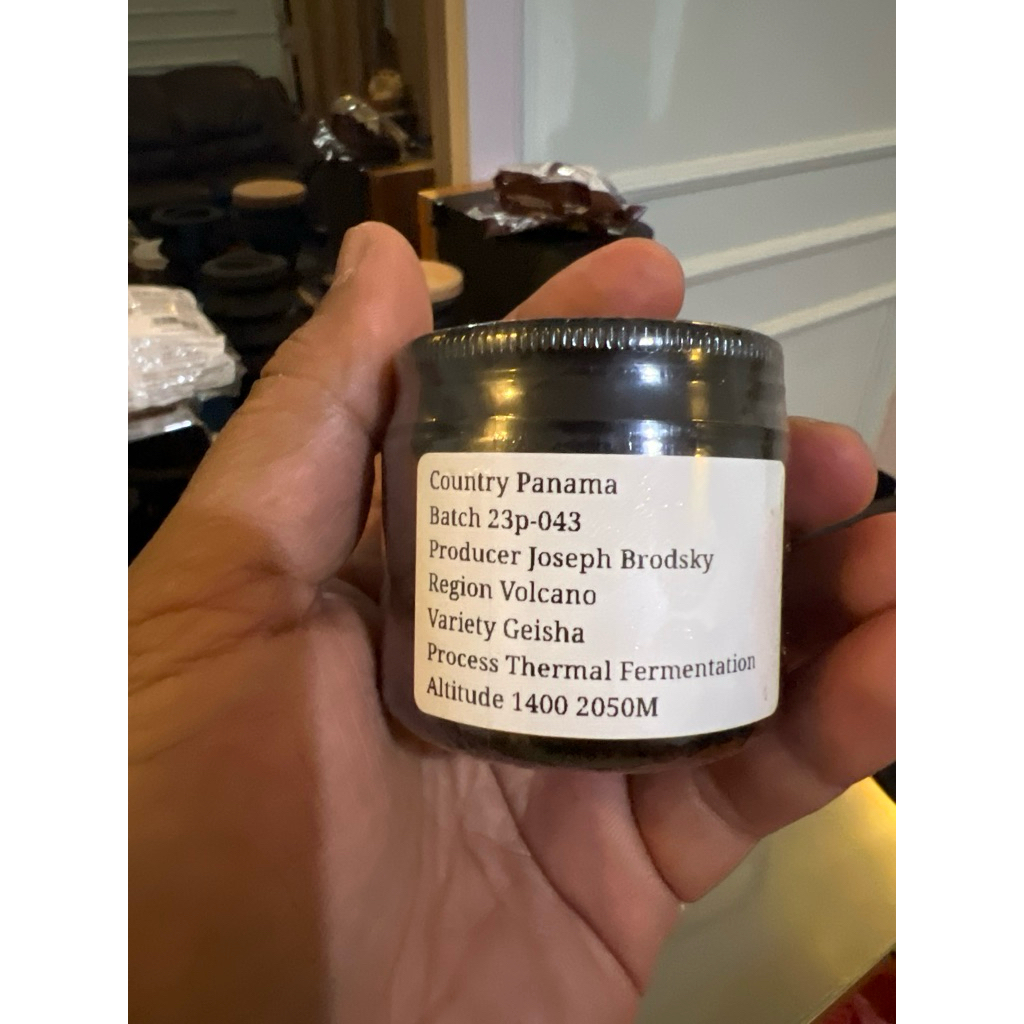 Country Panama
Batch 23p-043
Producer Joseph Brodsky
Region Volcano
Variety Geisha
Process Thermal Fermentation
Altitude 1400 2050M